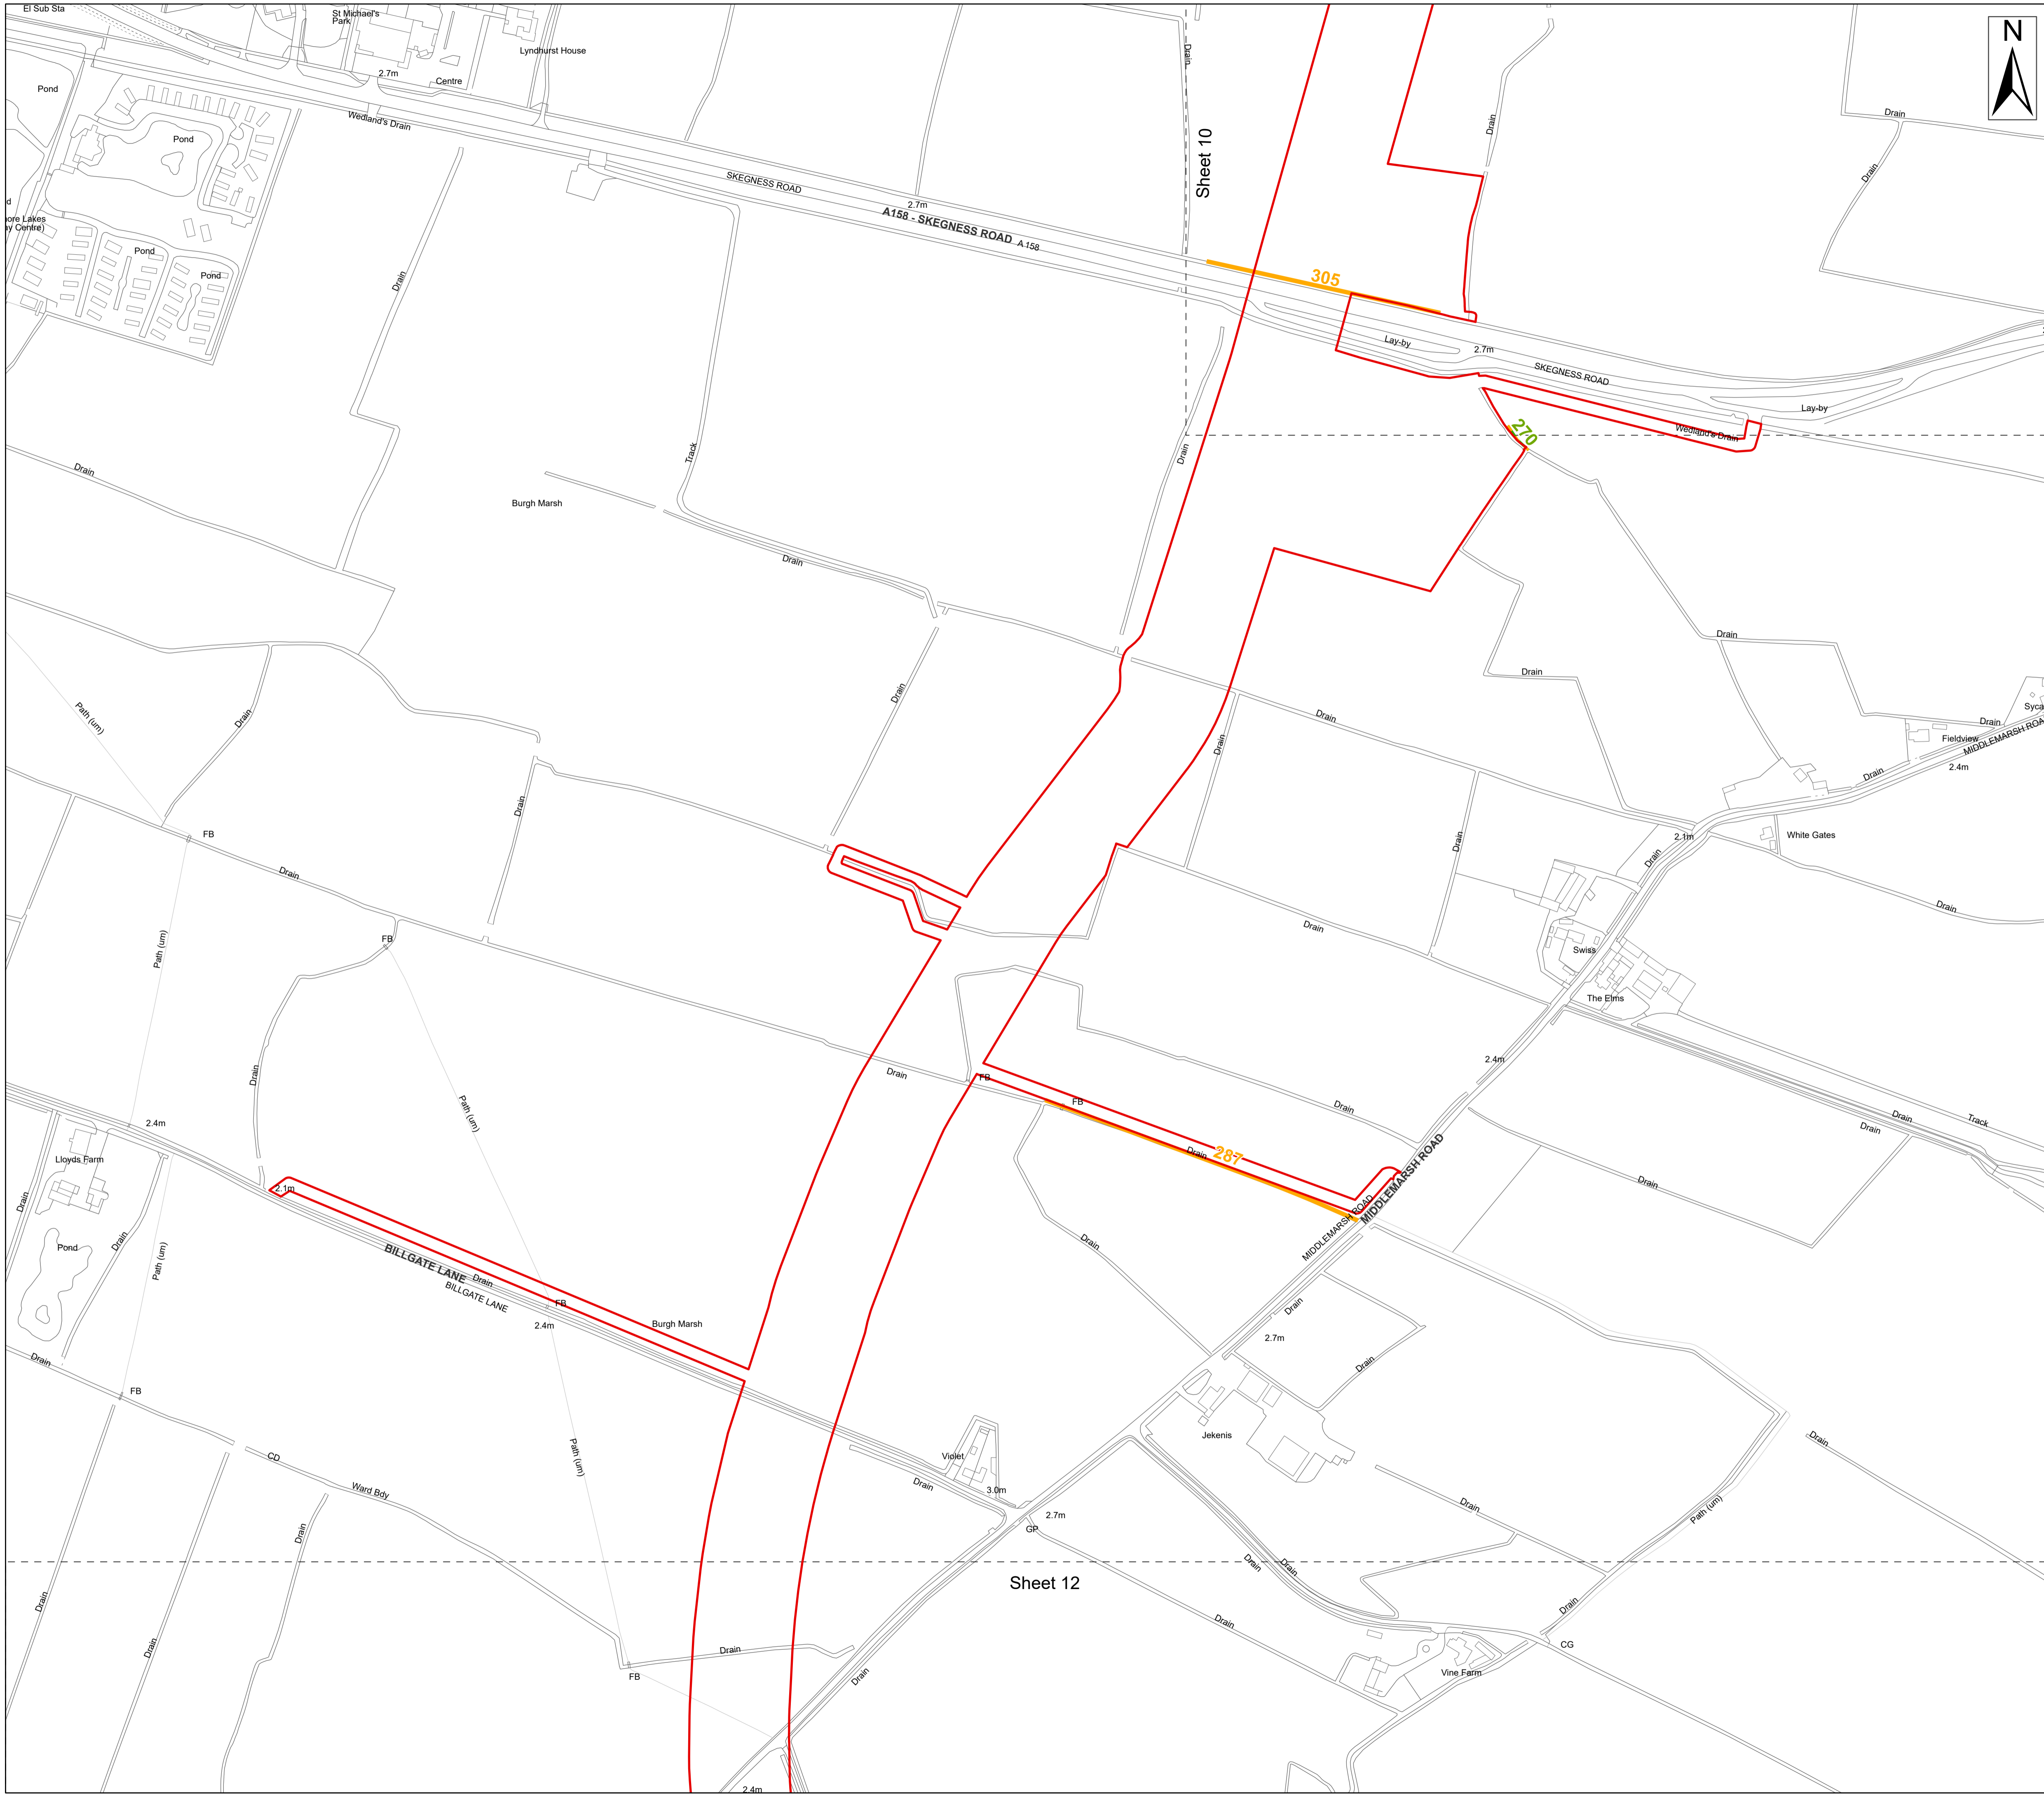 El Sub Sta
St Michael's
Park
Lyndhurst House
N
Drain
2.7m
Centre
Pond
Wedland's Drain
Pond
Drain
Drain
Sheet 10
Drain
SKEGNESS ROAD
2.7m
A158 - SKEGNESS ROAD
A 158
ore Lakes
ay Centre)
Pond
Pond
Drain
305
Lay-by
2.7m
SKEGNESS ROAD
Lay-by
270
Wedland's Drain
Drain
Track
Drain
Burgh Marsh
Drain
Drain
Drain
Drain
Path (um)
Drain
Drain
Drain
Drain
Syca
Fieldview
MIDDLEMARSH ROA
2.4m
Drain
Drain
Drain
2.1m
White Gates
FB
Drain
Drain
Drain
Drain
Drain
FB
Path (um)
Swiss
The Elms
2.4m
Drain
Drain
FB
FB
Drain
Drain
Track
Drain
Path (um)
2.4m
Lloyds Farm
2.1m
Drain
287
MIDDLEMARSH ROAD
MIDDLEMARSH ROAD
Drain
Drain
Drain
Pond
Path (um)
BILLGATE LANE
Drain
BILLGATE LANE
FB
2.4m
Burgh Marsh
Drain
Drain
2.7m
Drain
Drain
FB
Jekenis
Drain
CD
Path (um)
Violet
Drain
3.0m
Ward Bdy
2.7m
GP
Drain
Path (um)
Drain
Drain
Drain
Sheet 12
Drain
Drain
Drain
Drain
Drain
FB
Drain
CG
Vine Farm
2.4m